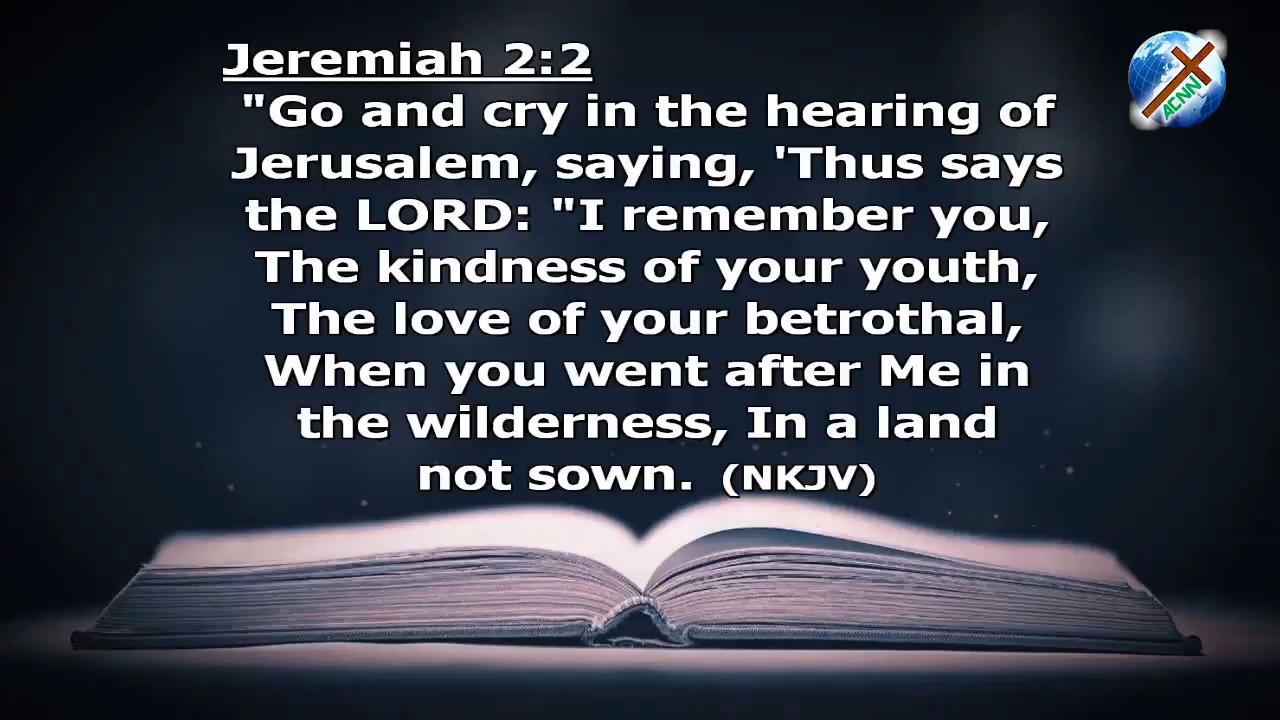 Jeremiah 2:2
"Go and cry in the hearing of
Jerusalem, saying, 'Thus says
the LORD: "I remember you,
The kindness of your youth,
The love of your betrothal,
When you went after Me in
the wilderness, In a land
not sown. (NKJV)
ACNN